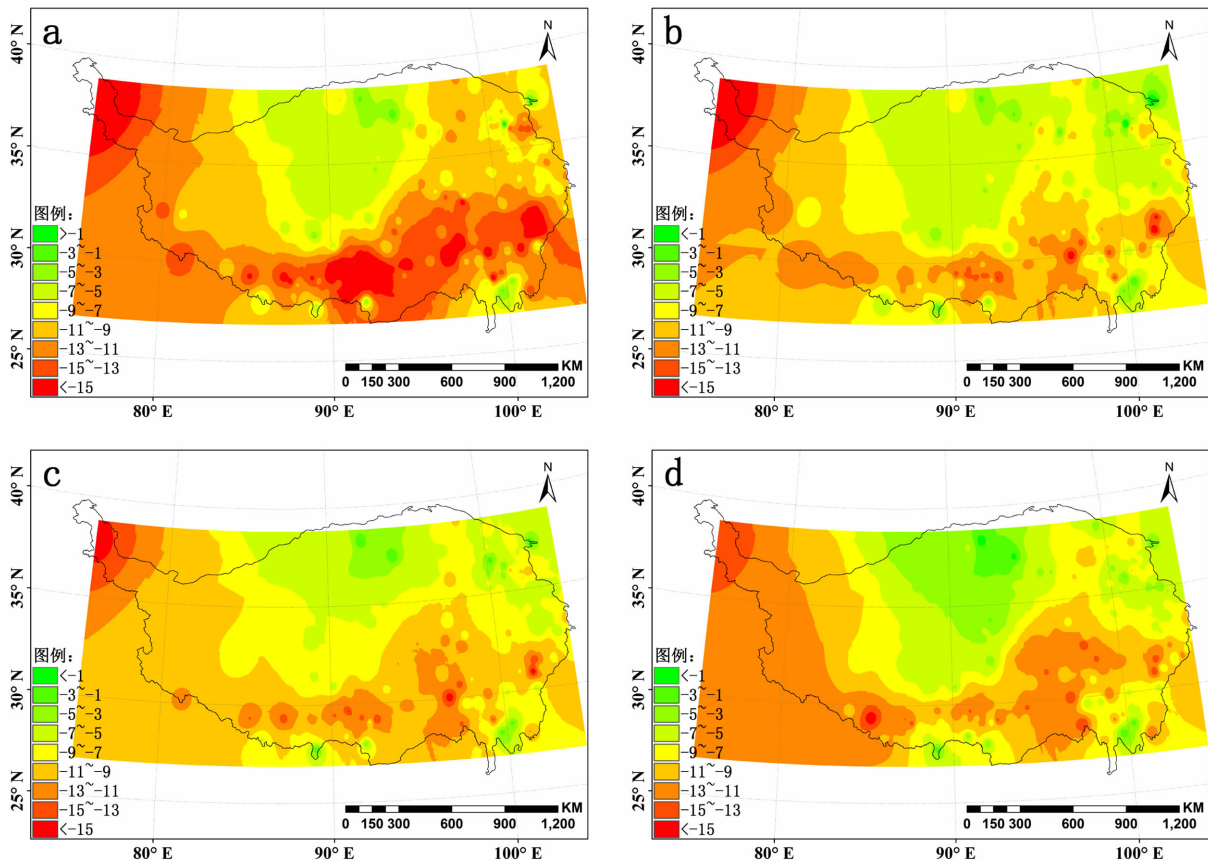 a
N
40° N
35° N
30° N
25° N
图例:
>-1
-3~-1
-5~-3
-7~-5
-9~-7
-11~-9
-13~-11
-15~-13
<-15
KM
0 150 300 600 900 1,200
80° E 90° E 100° E
b
N
40° N
35° N
30° N
25° N
图例:
<-1
-3~-1
-5~-3
-7~-5
-9~-7
-11~-9
-13~-11
-15~-13
<-15
KM
0 150 300 600 900 1,200
80° E 90° E 100° E
c
N
40° N
35° N
30° N
25° N
图例:
<-1
-3~-1
-5~-3
-7~-5
-9~-7
-11~-9
-13~-11
-15~-13
<-15
KM
0 150 300 600 900 1,200
80° E 90° E 100° E
d
N
40° N
35° N
30° N
25° N
图例:
<-1
-3~-1
-5~-3
-7~-5
-9~-7
-11~-9
-13~-11
-15~-13
<-15
KM
0 150 300 600 900 1,200
80° E 90° E 100° E